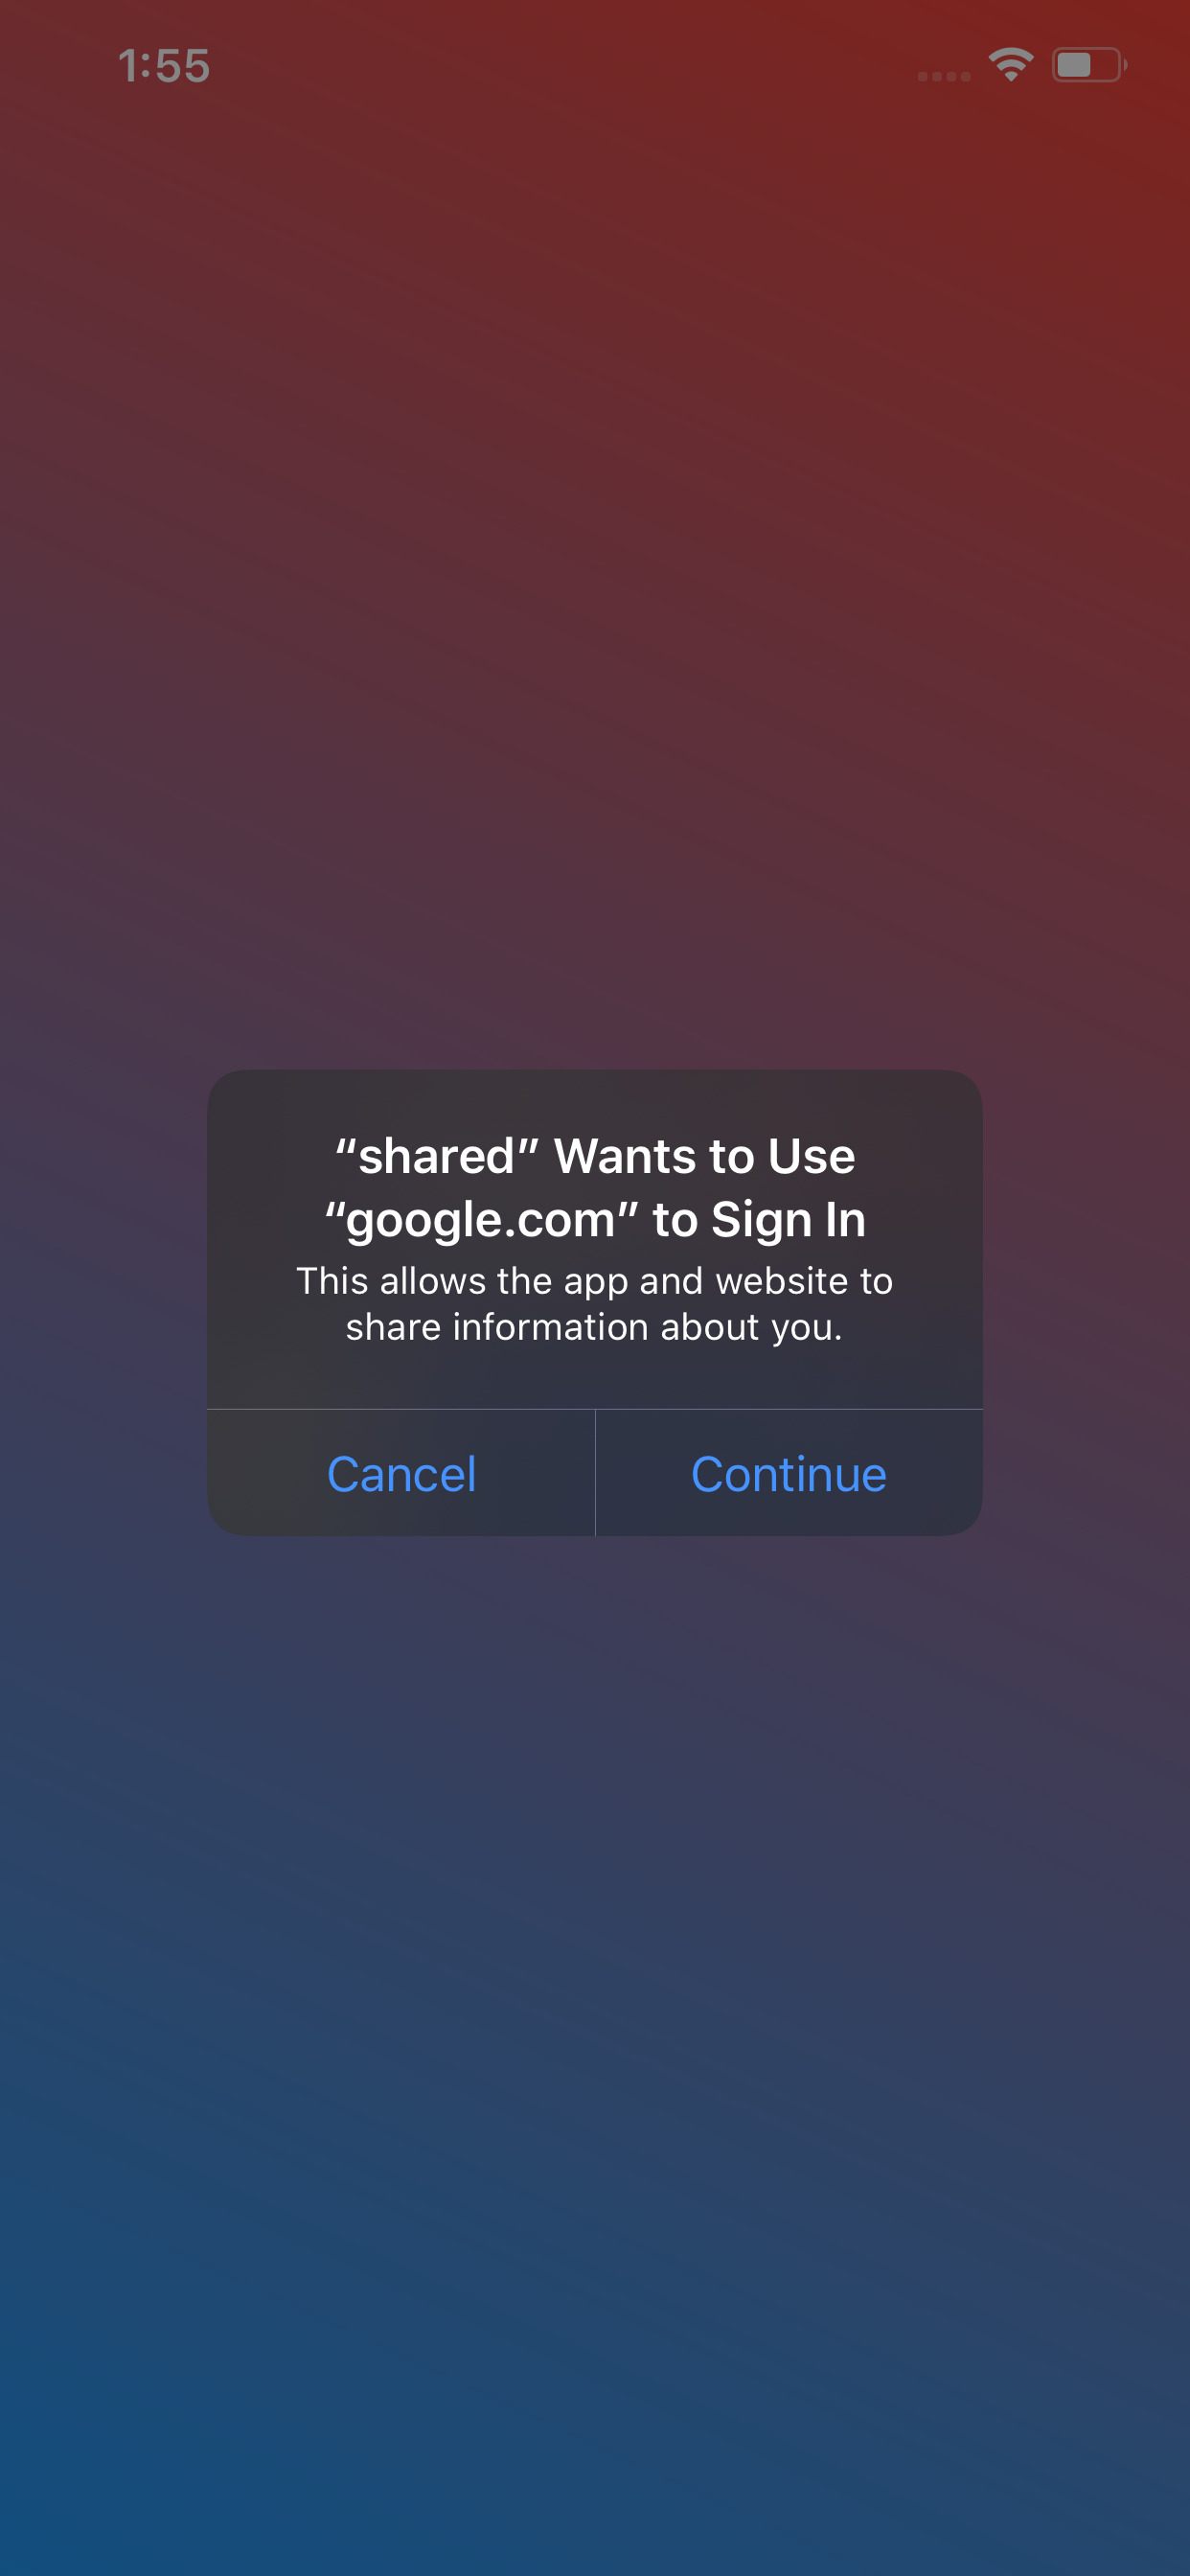 1:55
“shared” Wants to Use
“google.com” to Sign In
This allows the app and website to
share information about you.
Cancel
Continue